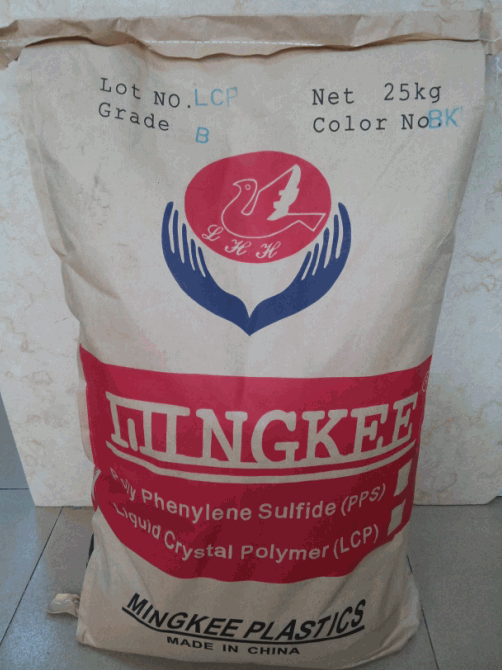 Lot NO. LCP
Net 25kg
Grade B
Color No. BK
L H H
MINGKEE
Poly Phenylene Sulfide (PPS)
Liquid Crystal Polymer (LCP)
MINGKEE PLASTICS
MADE IN CHINA